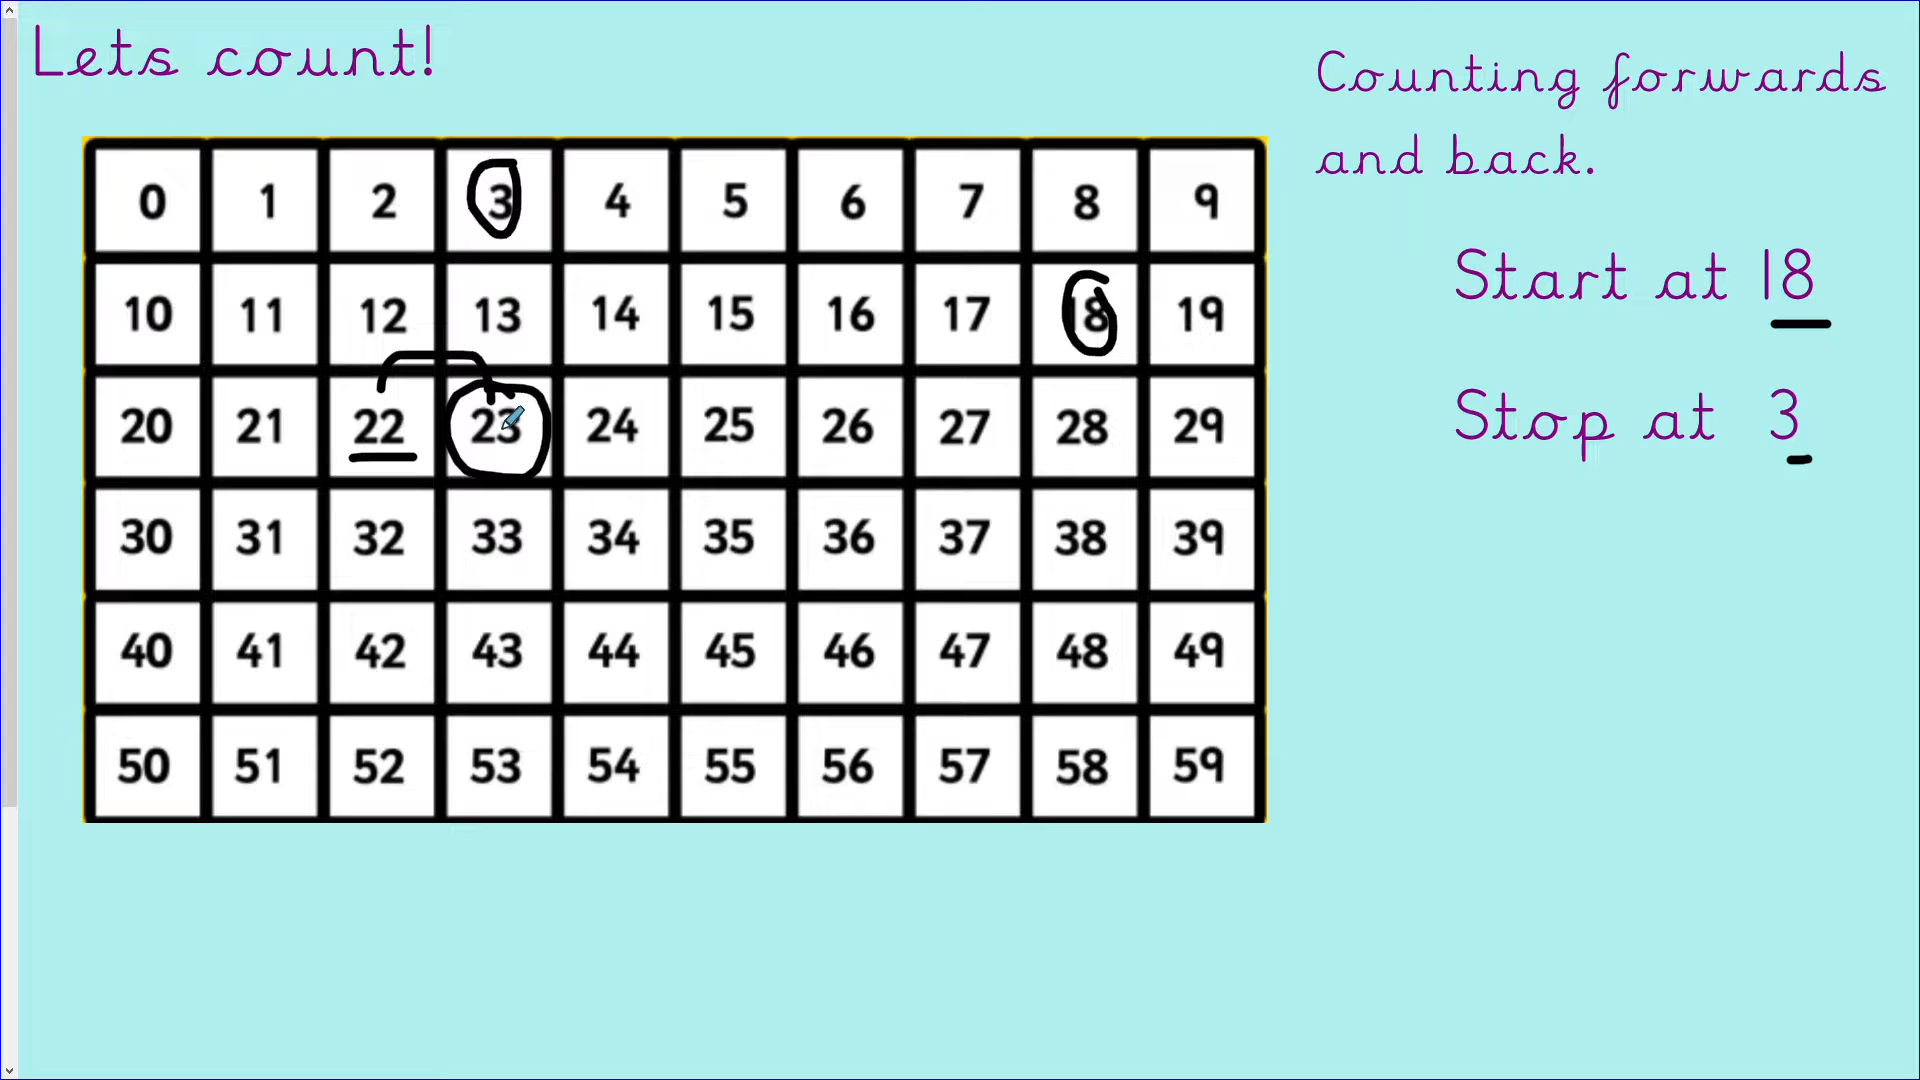 Lets count!
Counting forwards
and back.
Start at 18
Stop at 3
0 1 2 3 4 5 6 7 8 9
10 11 12 13 14 15 16 17 18 19
20 21 22 23 24 25 26 27 28 29
30 31 32 33 34 35 36 37 38 39
40 41 42 43 44 45 46 47 48 49
50 51 52 53 54 55 56 57 58 59